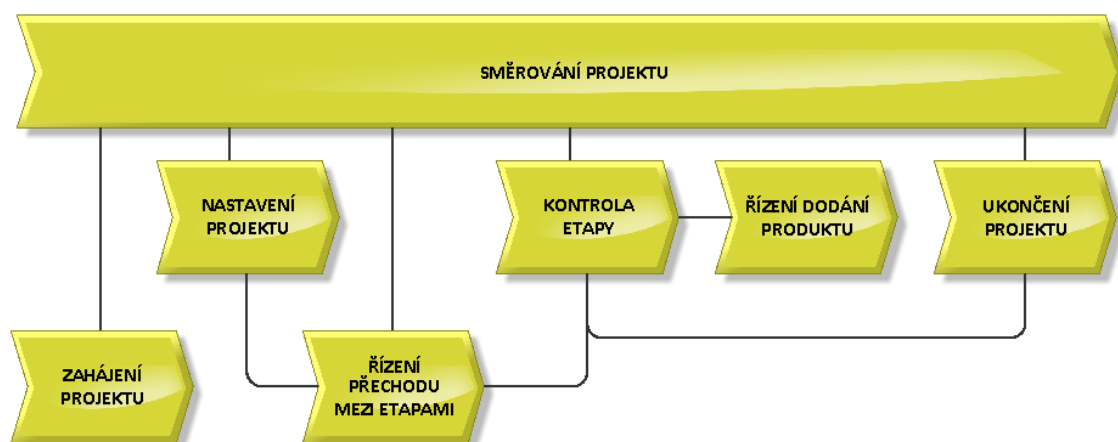 SMĚROVÁNÍ PROJEKTU
NASTAVENÍ
PROJEKTU
KONTROLA
ETAPY
ŘÍZENÍ DODÁNÍ
PRODUKTU
UKONČENÍ
PROJEKTU
ZAHÁJENÍ
PROJEKTU
ŘÍZENÍ
PŘECHODU
MEZI ETAPAMI